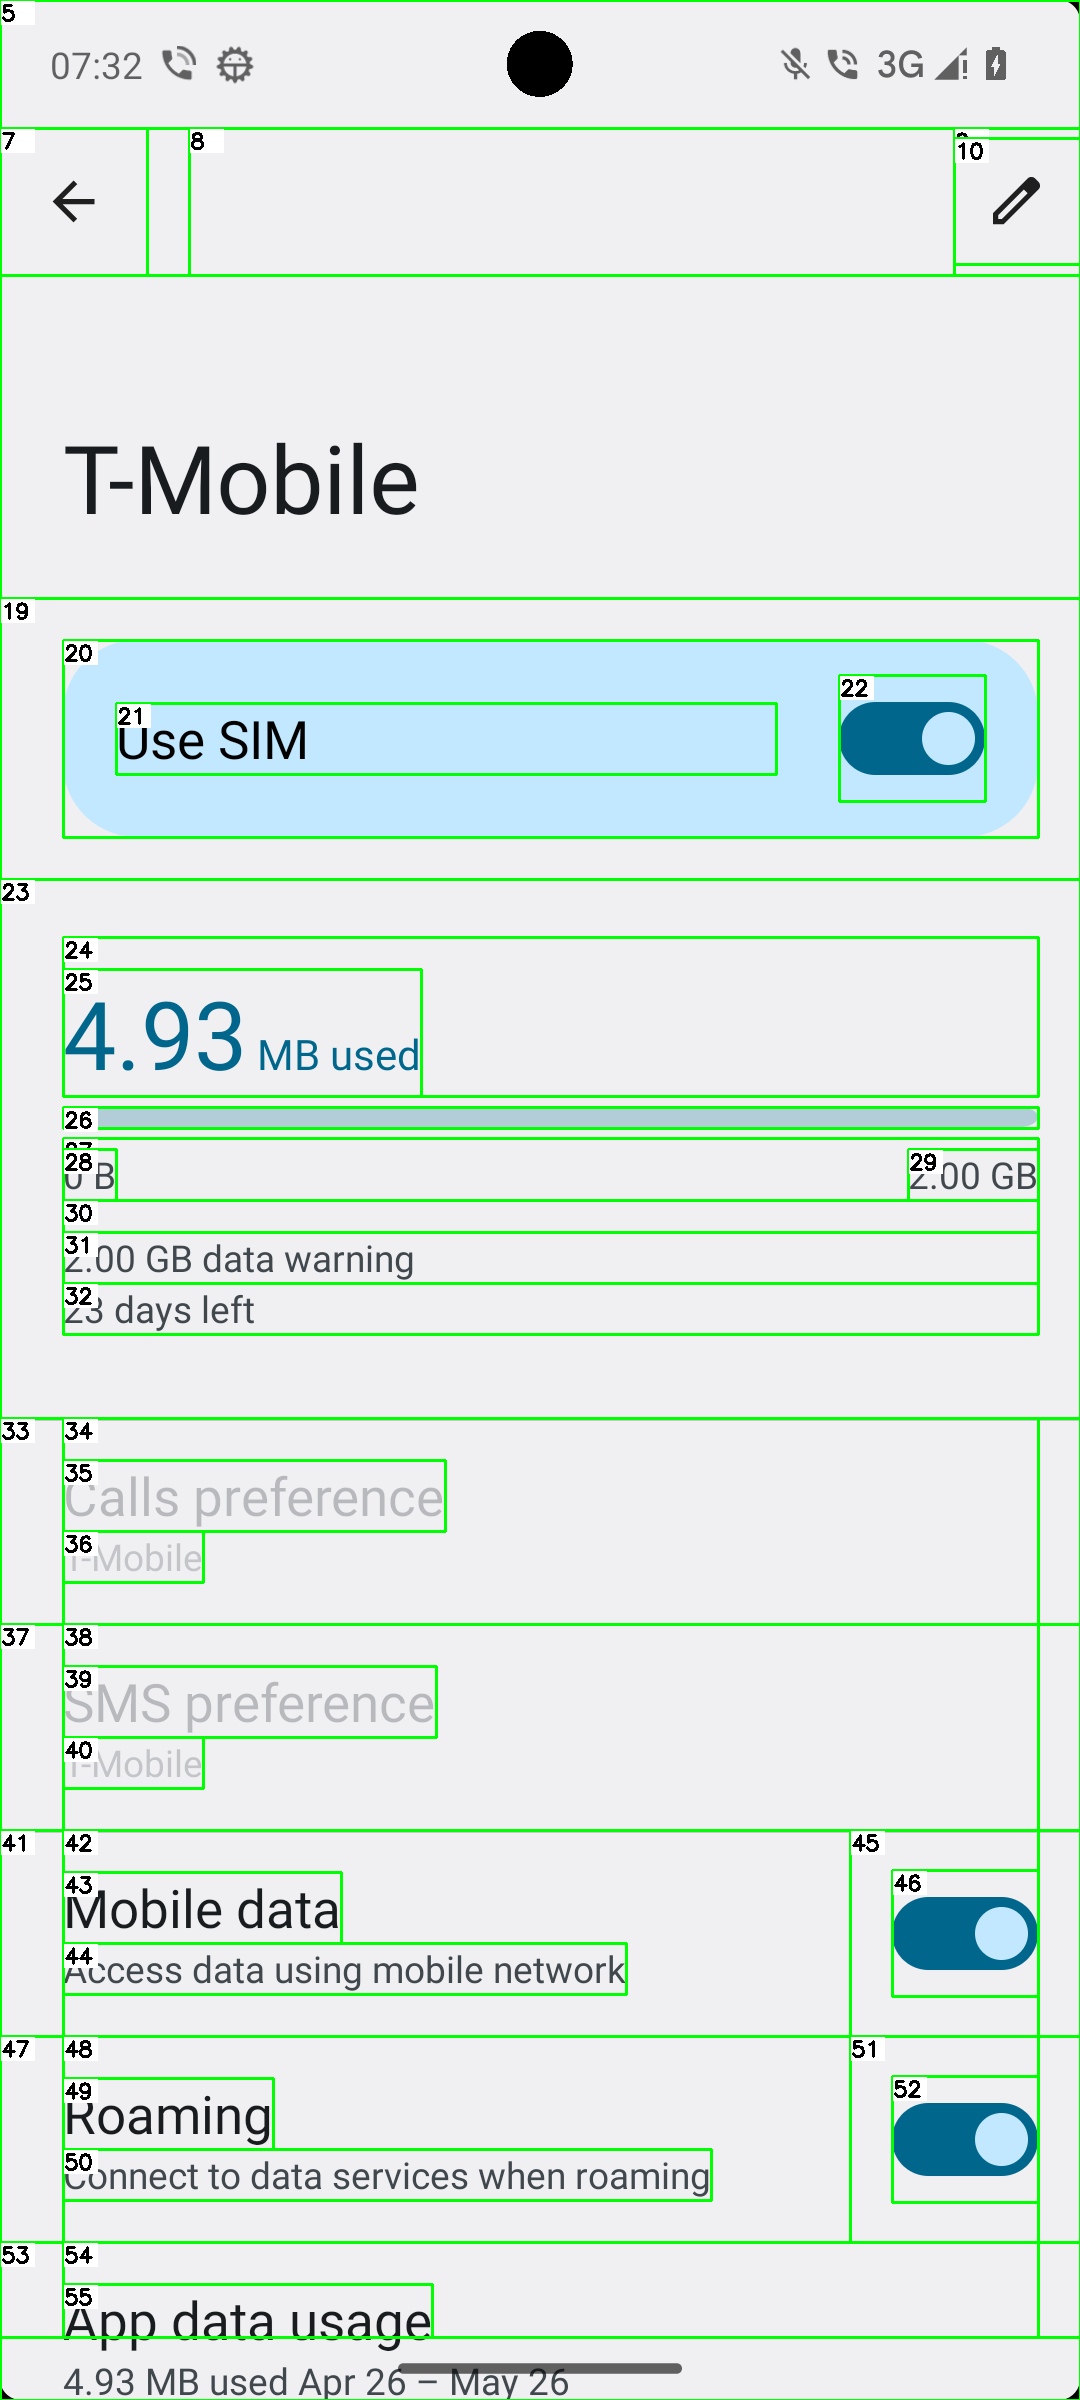 07:32
3G
T-Mobile
Use SIM
4.93 MB used
0 B
2.00 GB
2.00 GB data warning
23 days left
Calls preference
T-Mobile
SMS preference
T-Mobile
Mobile data
Access data using mobile network
Roaming
Connect to data services when roaming
App data usage
4.93 MB used Apr 26 – May 26
5
7
8
10
19
20
21
22
23
24
25
26
28
29
30
31
32
33
34
35
36
37
38
39
40
41
42
43
44
45
46
47
48
49
50
51
52
53
54
55